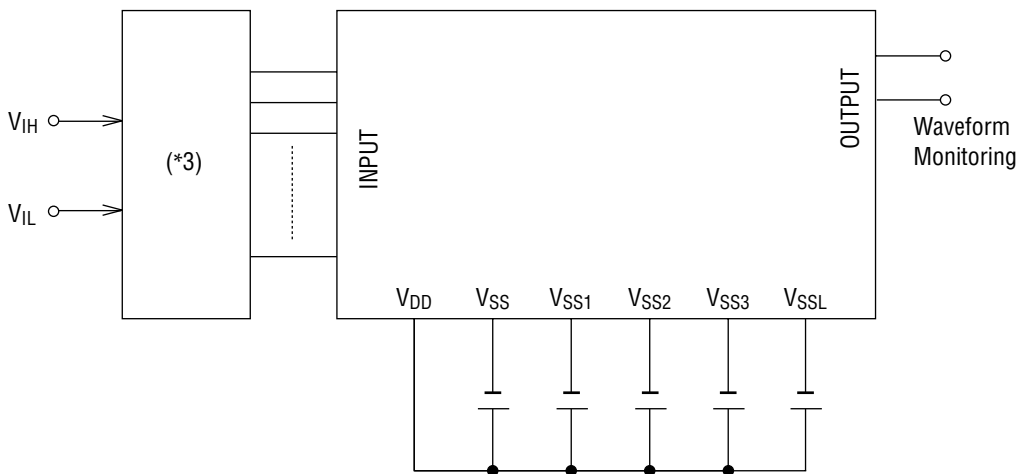 VIH
VIL
(*3)
INPUT
OUTPUT
Waveform
Monitoring
VDD VSS VSS1 VSS2 VSS3 VSSL